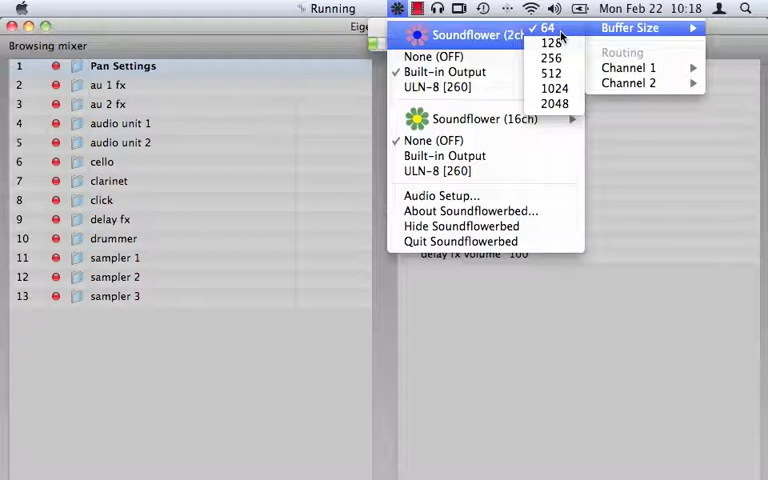 Running
Mon Feb 22 10:18
Eige
Browsing mixer
1 Pan Settings
2 au 1 fx
3 au 2 fx
4 audio unit 1
5 audio unit 2
6 cello
7 clarinet
8 click
9 delay fx
10 drummer
11 sampler 1
12 sampler 2
13 sampler 3
Soundflower (2ch
None (OFF)
✓ Built-in Output
ULN-8 [260]
Soundflower (16ch)
✓ None (OFF)
Built-in Output
ULN-8 [260]
Audio Setup...
About Soundflowerbed...
Hide Soundflowerbed
Quit Soundflowerbed
✓ 64
128
256
512
1024
2048
Buffer Size
Routing
Channel 1
Channel 2
delay fx volume 100